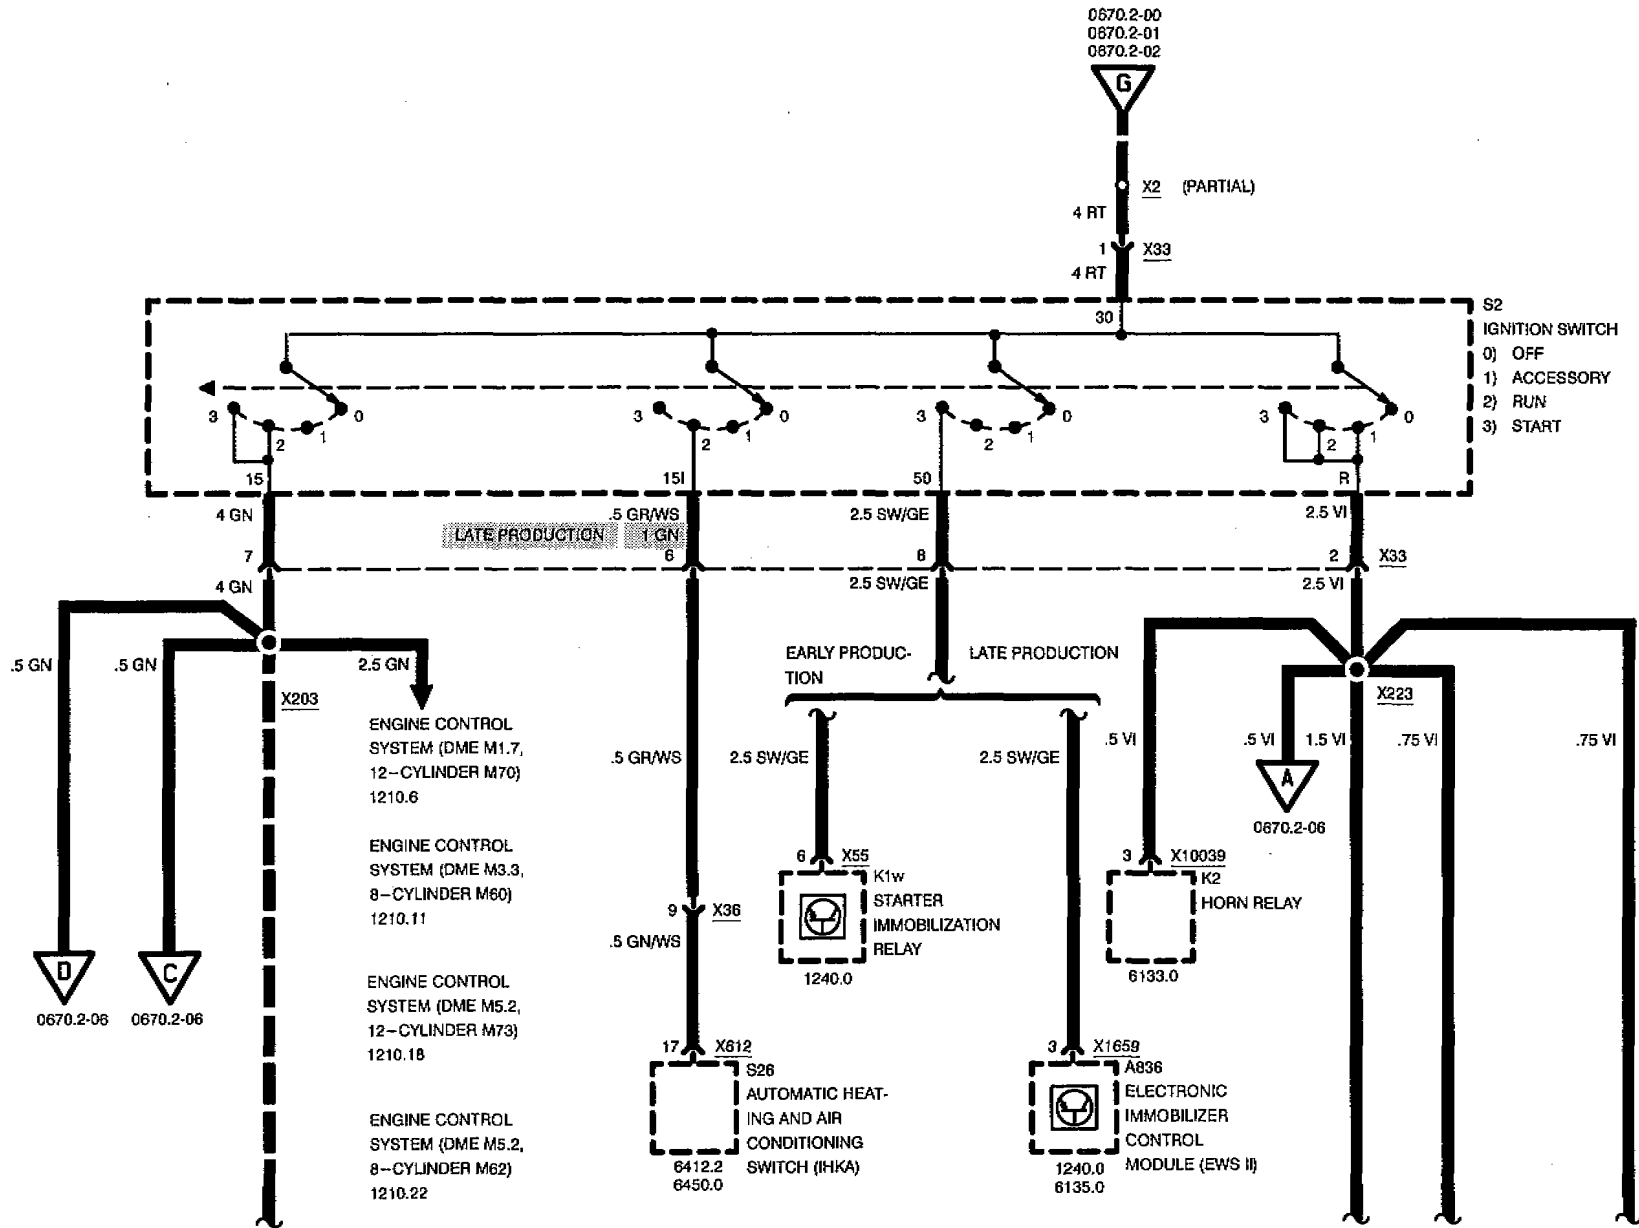 0670.2-00
0670.2-01
0670.2-02
G
X2 (PARTIAL)
4 RT
1 X33
4 RT
30
S2
IGNITION SWITCH
0) OFF
1) ACCESSORY
2) RUN
3) START
3 2 1 0
3 2 1 0
3 2 1 0
3 2 1 0
15 15I 50 R
4 GN .5 GR/WS 2.5 SW/GE 2.5 VI
LATE PRODUCTION 1 GN
7 6 8 2 X33
4 GN 2.5 SW/GE 2.5 VI
.5 GN .5 GN 2.5 GN
X203
EARLY PRODUC-
TION
LATE PRODUCTION
X223
ENGINE CONTROL
SYSTEM (DME M1.7,
12-CYLINDER M70)
1210.6
.5 GR/WS 2.5 SW/GE 2.5 SW/GE .5 VI .5 VI 1.5 VI .75 VI .75 VI
A
0670.2-06
ENGINE CONTROL
SYSTEM (DME M3.3,
8-CYLINDER M60)
1210.11
6 X55
K1w
STARTER
IMMOBILIZATION
RELAY
1240.0
3 X10039
K2
HORN RELAY
6133.0
9 X36
.5 GN/WS
D C
0670.2-06 0670.2-06
ENGINE CONTROL
SYSTEM (DME M5.2,
12-CYLINDER M73)
1210.18
17 X612
S26
AUTOMATIC HEAT-
ING AND AIR
CONDITIONING
SWITCH (IHKA)
6412.2
6450.0
3 X1659
A836
ELECTRONIC
IMMOBILIZER
CONTROL
MODULE (EWS II)
1240.0
6135.0
ENGINE CONTROL
SYSTEM (DME M5.2,
8-CYLINDER M62)
1210.22